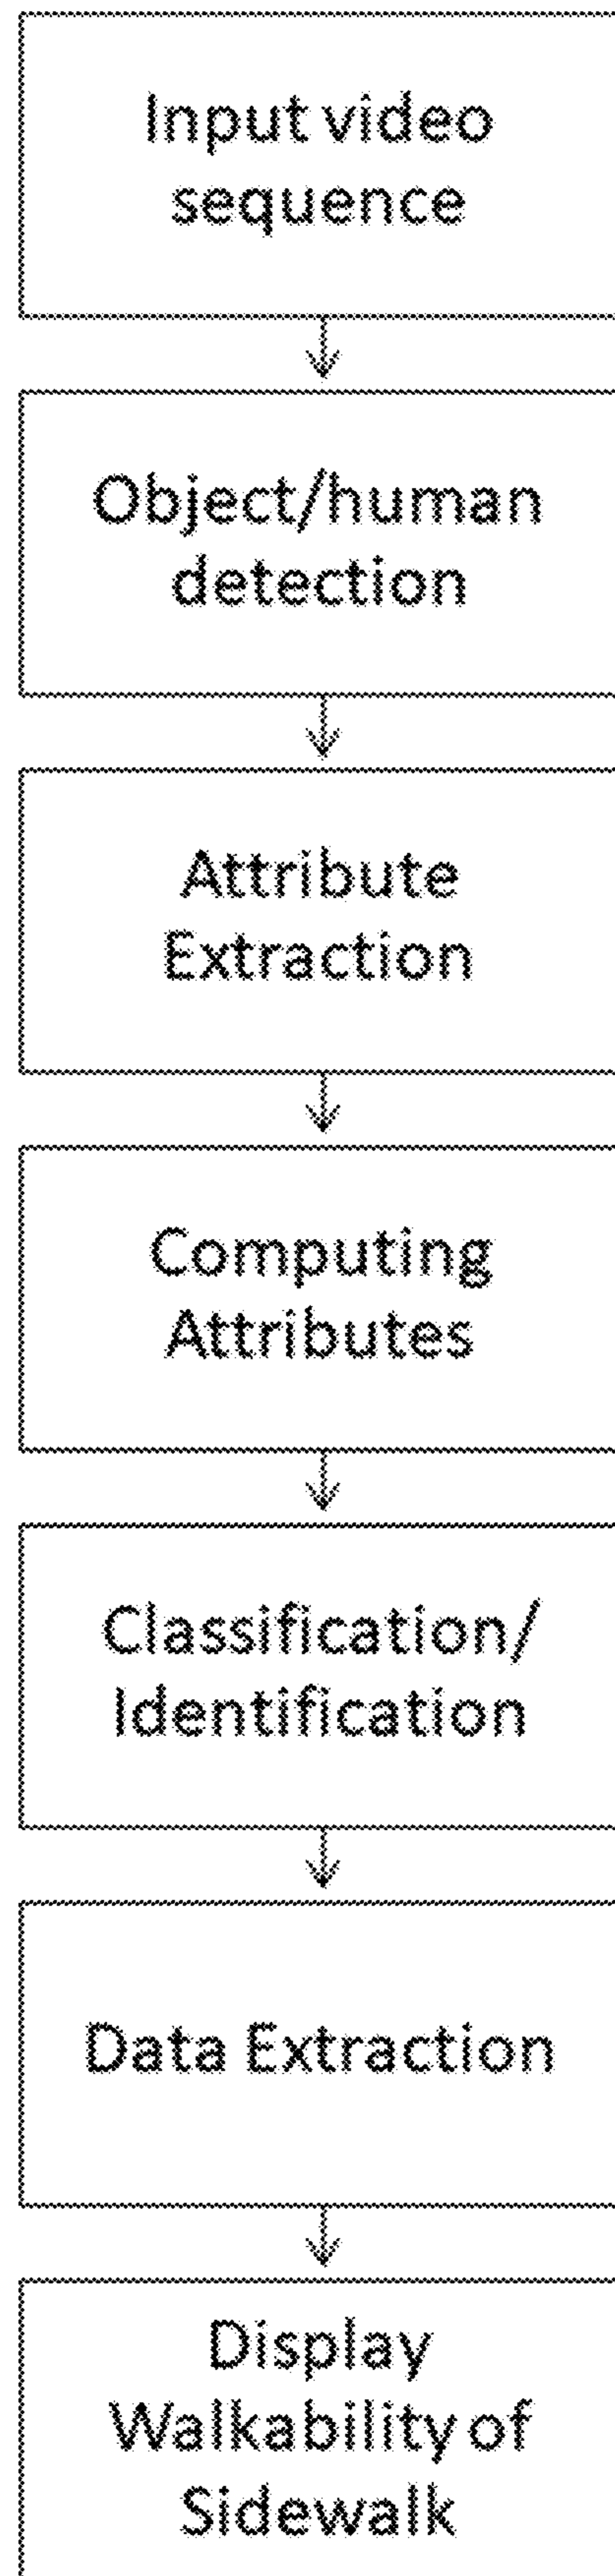 Input video
sequence
Object/human
detection
Attribute
Extraction
Computing
Attributes
Classification/
Identification
Data Extraction
Display
Walkability of
Sidewalk